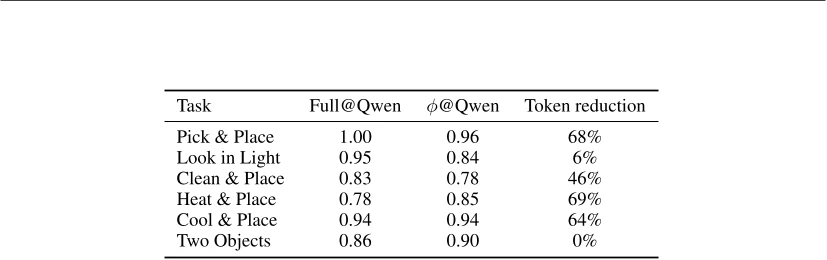 Task Full@Qwen ϕ@Qwen Token reduction
Pick & Place 1.00 0.96 68%
Look in Light 0.95 0.84 6%
Clean & Place 0.83 0.78 46%
Heat & Place 0.78 0.85 69%
Cool & Place 0.94 0.94 64%
Two Objects 0.86 0.90 0%